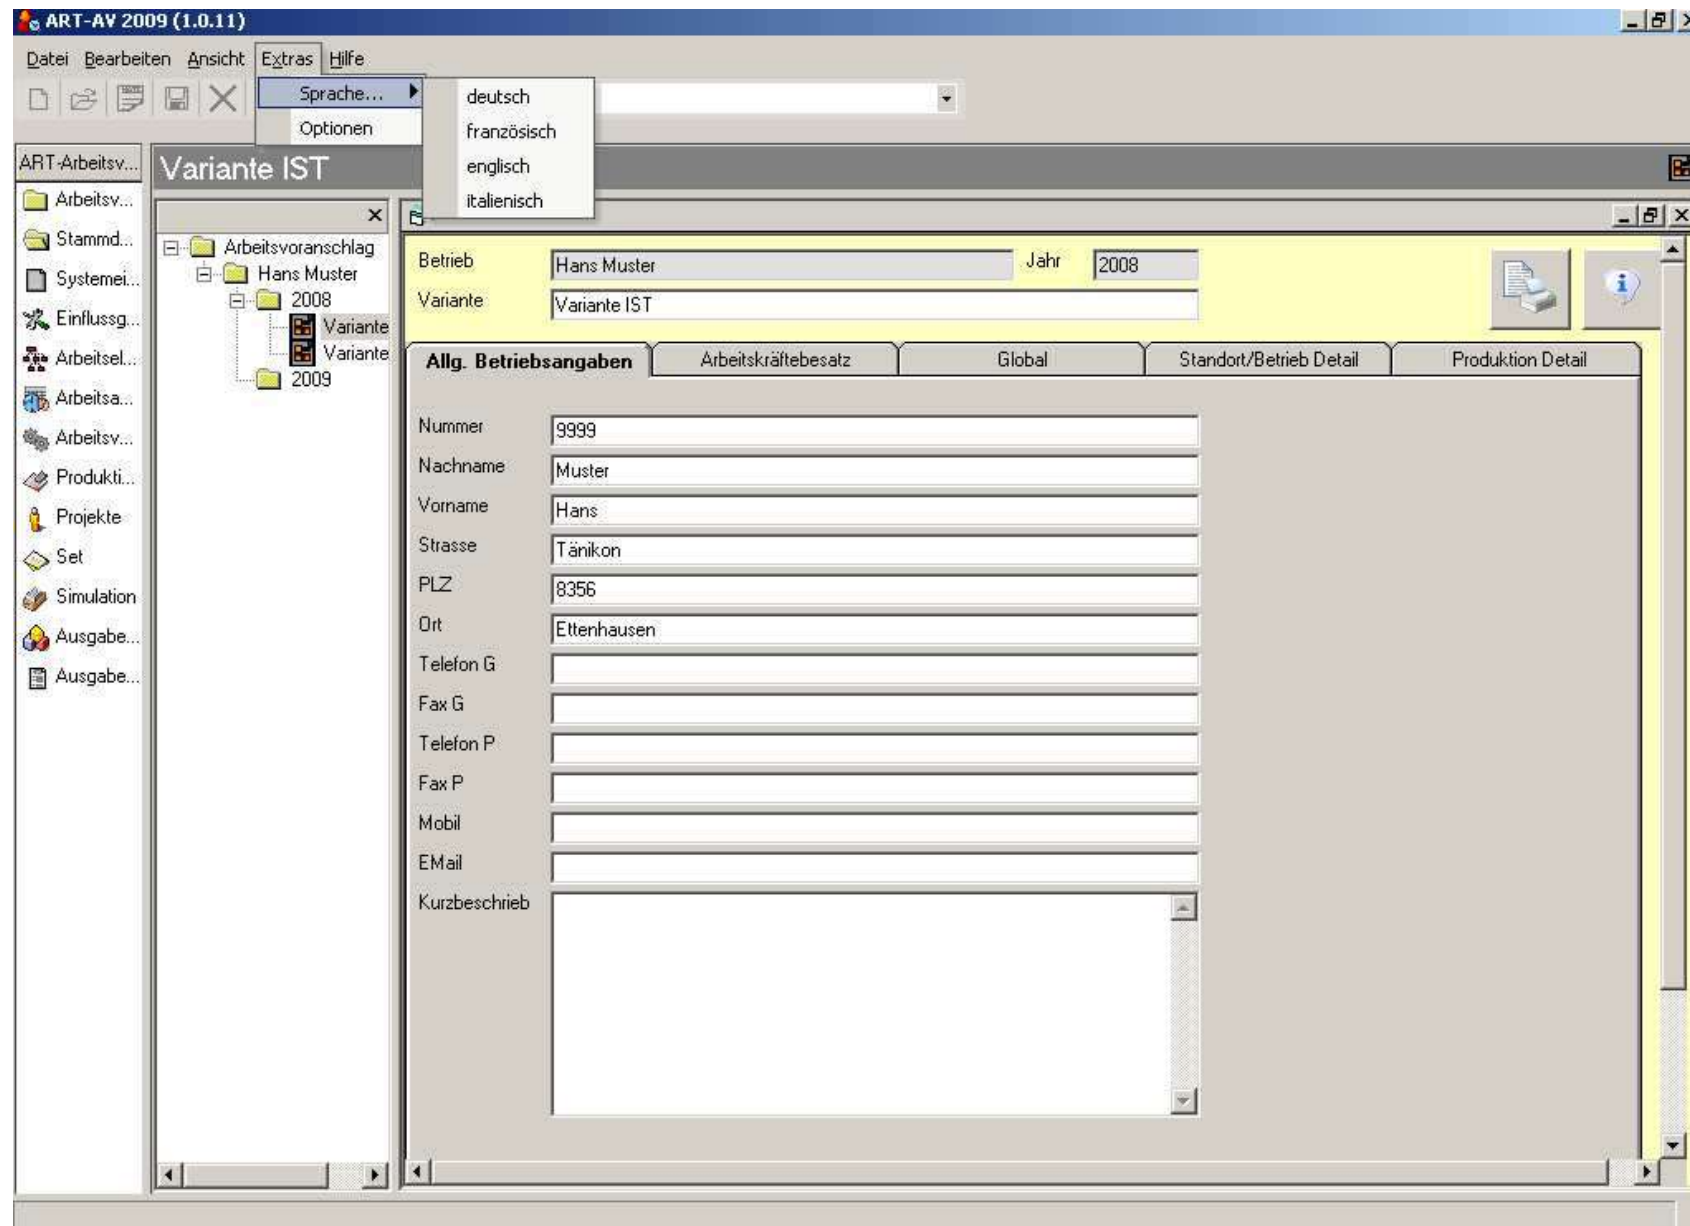 ART-AV 2009 (1.0.11)
Datei Bearbeiten Ansicht Extras Hilfe
Sprache...
Optionen
deutsch
französisch
englisch
italienisch
ART-Arbeitsv...
Arbeitsv...
Stammd...
Systemei...
Einflussg...
Arbeitsel...
Arbeitsa...
Arbeitsv...
Produkti...
Projekte
Set
Simulation
Ausgabe...
Ausgabe...
Variante IST
Arbeitsvoranschlag
Hans Muster
2008
Variante
Variante
2009
Betrieb Hans Muster Jahr 2008
Variante Variante IST
Allg. Betriebsangaben Arbeitskräftebesatz Global Standort/Betrieb Detail Produktion Detail
Nummer 9999
Nachname Muster
Vorname Hans
Strasse Tänikon
PLZ 8356
Ort Ettenhausen
Telefon G
Fax G
Telefon P
Fax P
Mobil
EMail
Kurzbeschrieb